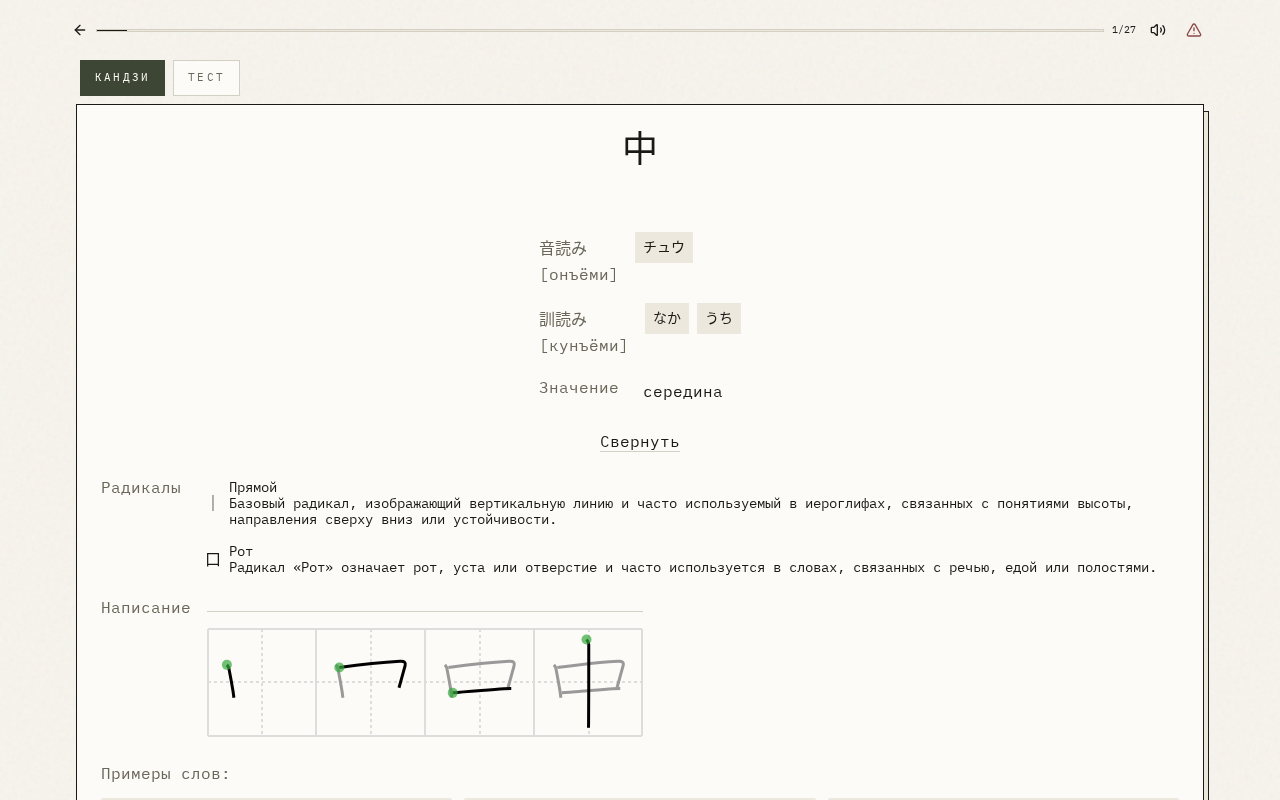 1/27
КАНДЗИ
ТЕСТ
中
音読み
[онъёми]
チュウ
訓読み
[кунъёми]
なか
うち
Значение
середина
Свернуть
Радикалы
丨
Прямой
Базовый радикал, изображающий вертикальную линию и часто используемый в иероглифах, связанных с понятиями высоты,
направления сверху вниз или устойчивости.
口
Рот
Радикал «Рот» означает рот, уста или отверстие и часто используется в словах, связанных с речью, едой или полостями.
Написание
Примеры слов: